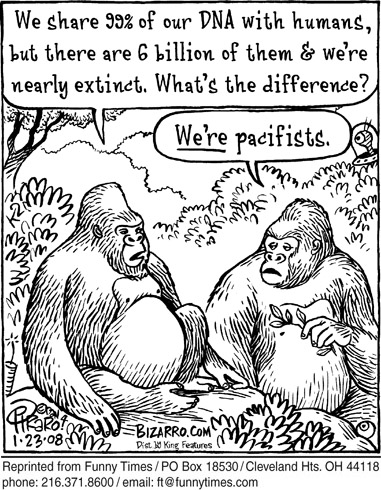 We share 99% of our DNA with humans,
but there are 6 billion of them & we're
nearly extinct. What's the difference?
We're pacifists.
PIRARO
1·23·08
BIZARRO.COM
Dist. by King Features
Reprinted from Funny Times / PO Box 18530 / Cleveland Hts. OH 44118
phone: 216.371.8600 / email: ft@funnytimes.com